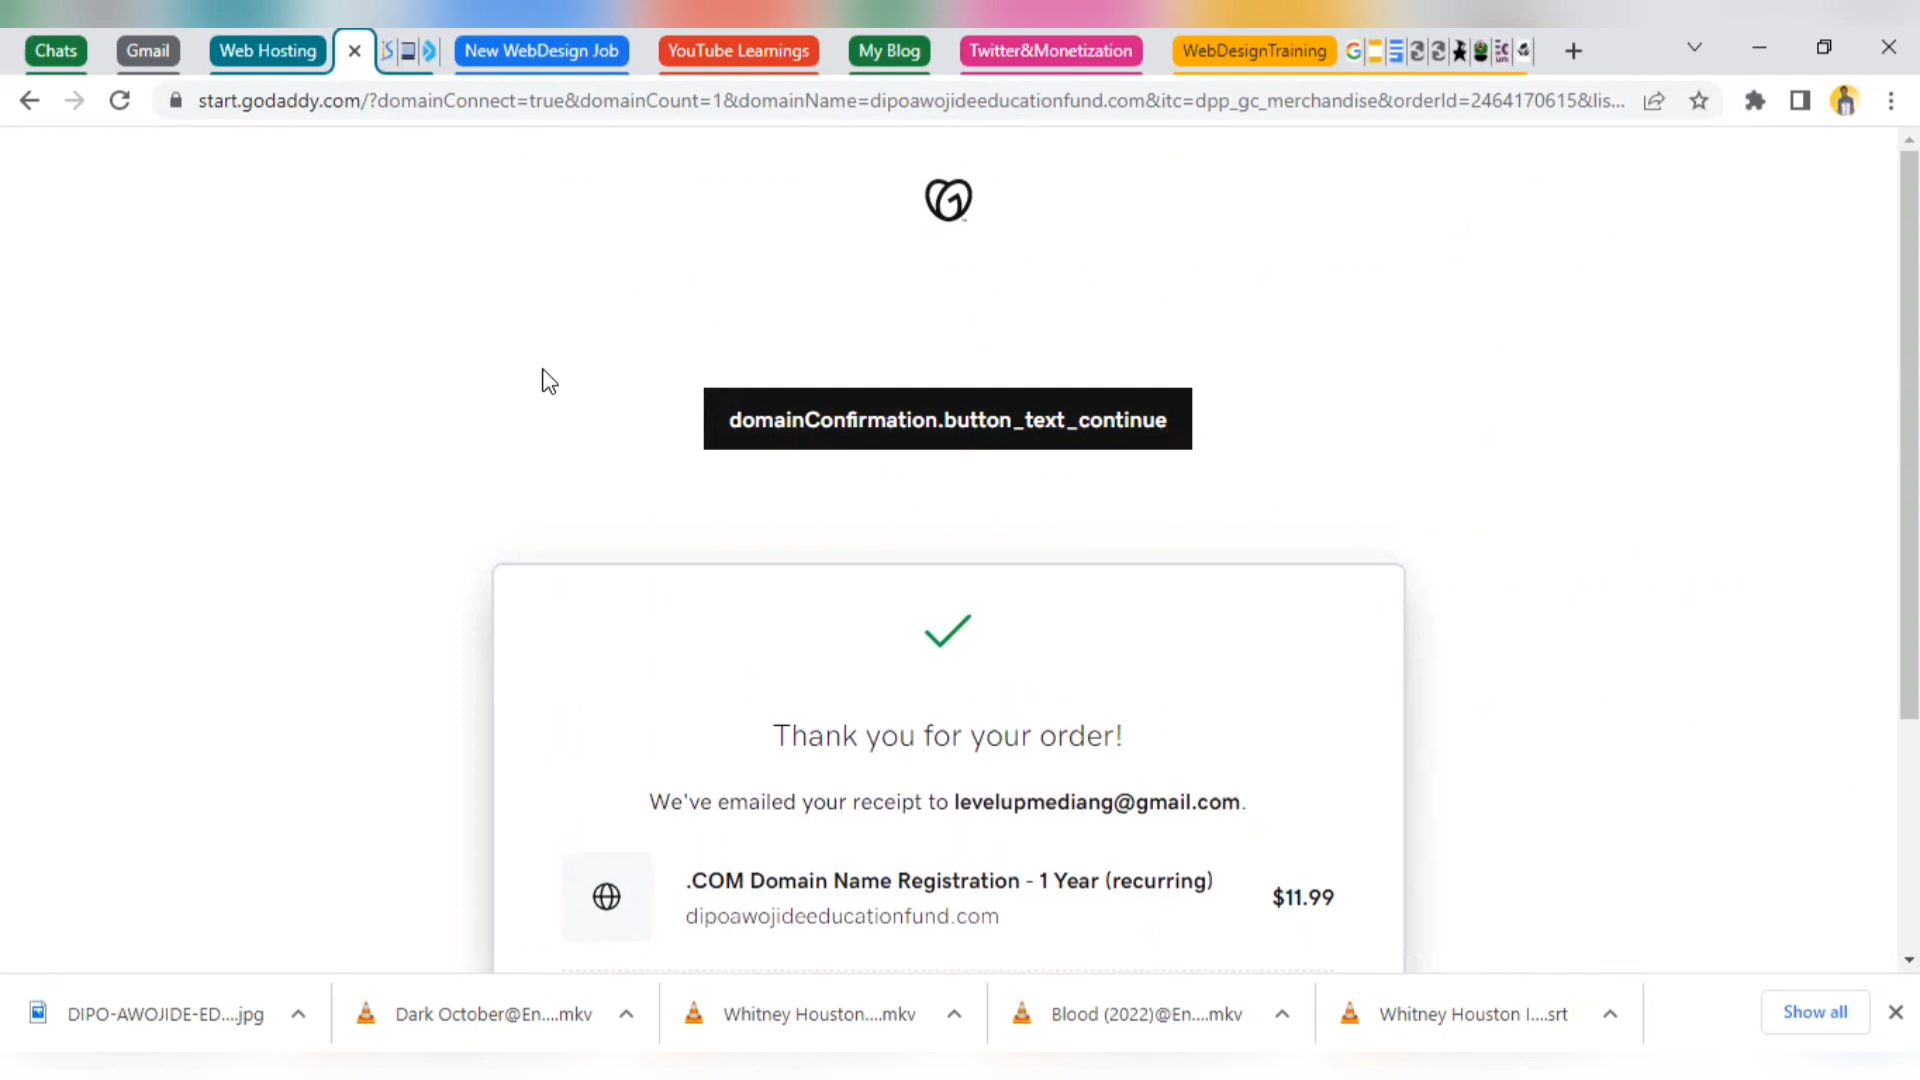 Chats
Gmail
Web Hosting
New WebDesign Job
YouTube Learnings
My Blog
Twitter&Monetization
WebDesignTraining
start.godaddy.com/?domainConnect=true&domainCount=1&domainName=dipoawojideeducationfund.com&itc=dpp_gc_merchandise&orderId=2464170615&lis...
domainConfirmation.button_text_continue
Thank you for your order!
We've emailed your receipt to levelupmediang@gmail.com.
.COM Domain Name Registration - 1 Year (recurring)
$11.99
dipoawojideeducationfund.com
DIPO-AWOJIDE-ED....jpg
Dark October@En....mkv
Whitney Houston....mkv
Blood (2022)@En....mkv
Whitney Houston I....srt
Show all